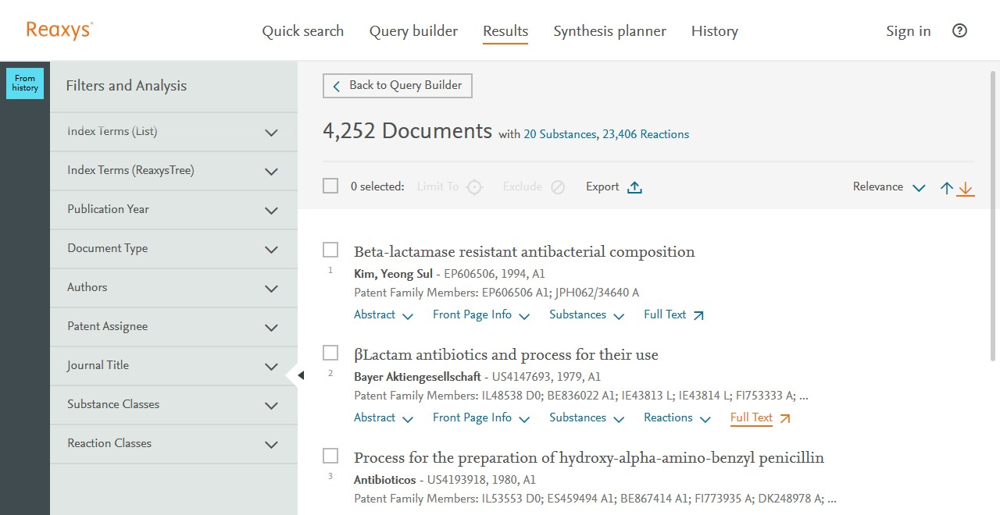 Reaxys®
Quick search Query builder Results Synthesis planner History Sign in ?
From history
Filters and Analysis
Index Terms (List)
Index Terms (ReaxysTree)
Publication Year
Document Type
Authors
Patent Assignee
Journal Title
Substance Classes
Reaction Classes
Back to Query Builder
4,252 Documents with 20 Substances, 23,406 Reactions
0 selected: Limit To Exclude Export Relevance
Beta-lactamase resistant antibacterial composition
1 Kim, Yeong Sul - EP606506, 1994, A1
Patent Family Members: EP606506 A1; JPH062/34640 A
Abstract Front Page Info Substances Full Text
βLactam antibiotics and process for their use
2 Bayer Aktiengesellschaft - US4147693, 1979, A1
Patent Family Members: IL48538 D0; BE836022 A1; IE43813 L; IE43814 L; FI753333 A; ...
Abstract Front Page Info Substances Reactions Full Text
Process for the preparation of hydroxy-alpha-amino-benzyl penicillin
3 Antibioticos - US4193918, 1980, A1
Patent Family Members: IL53553 D0; ES459494 A1; BE867414 A1; FI773935 A; DK248978 A; ...